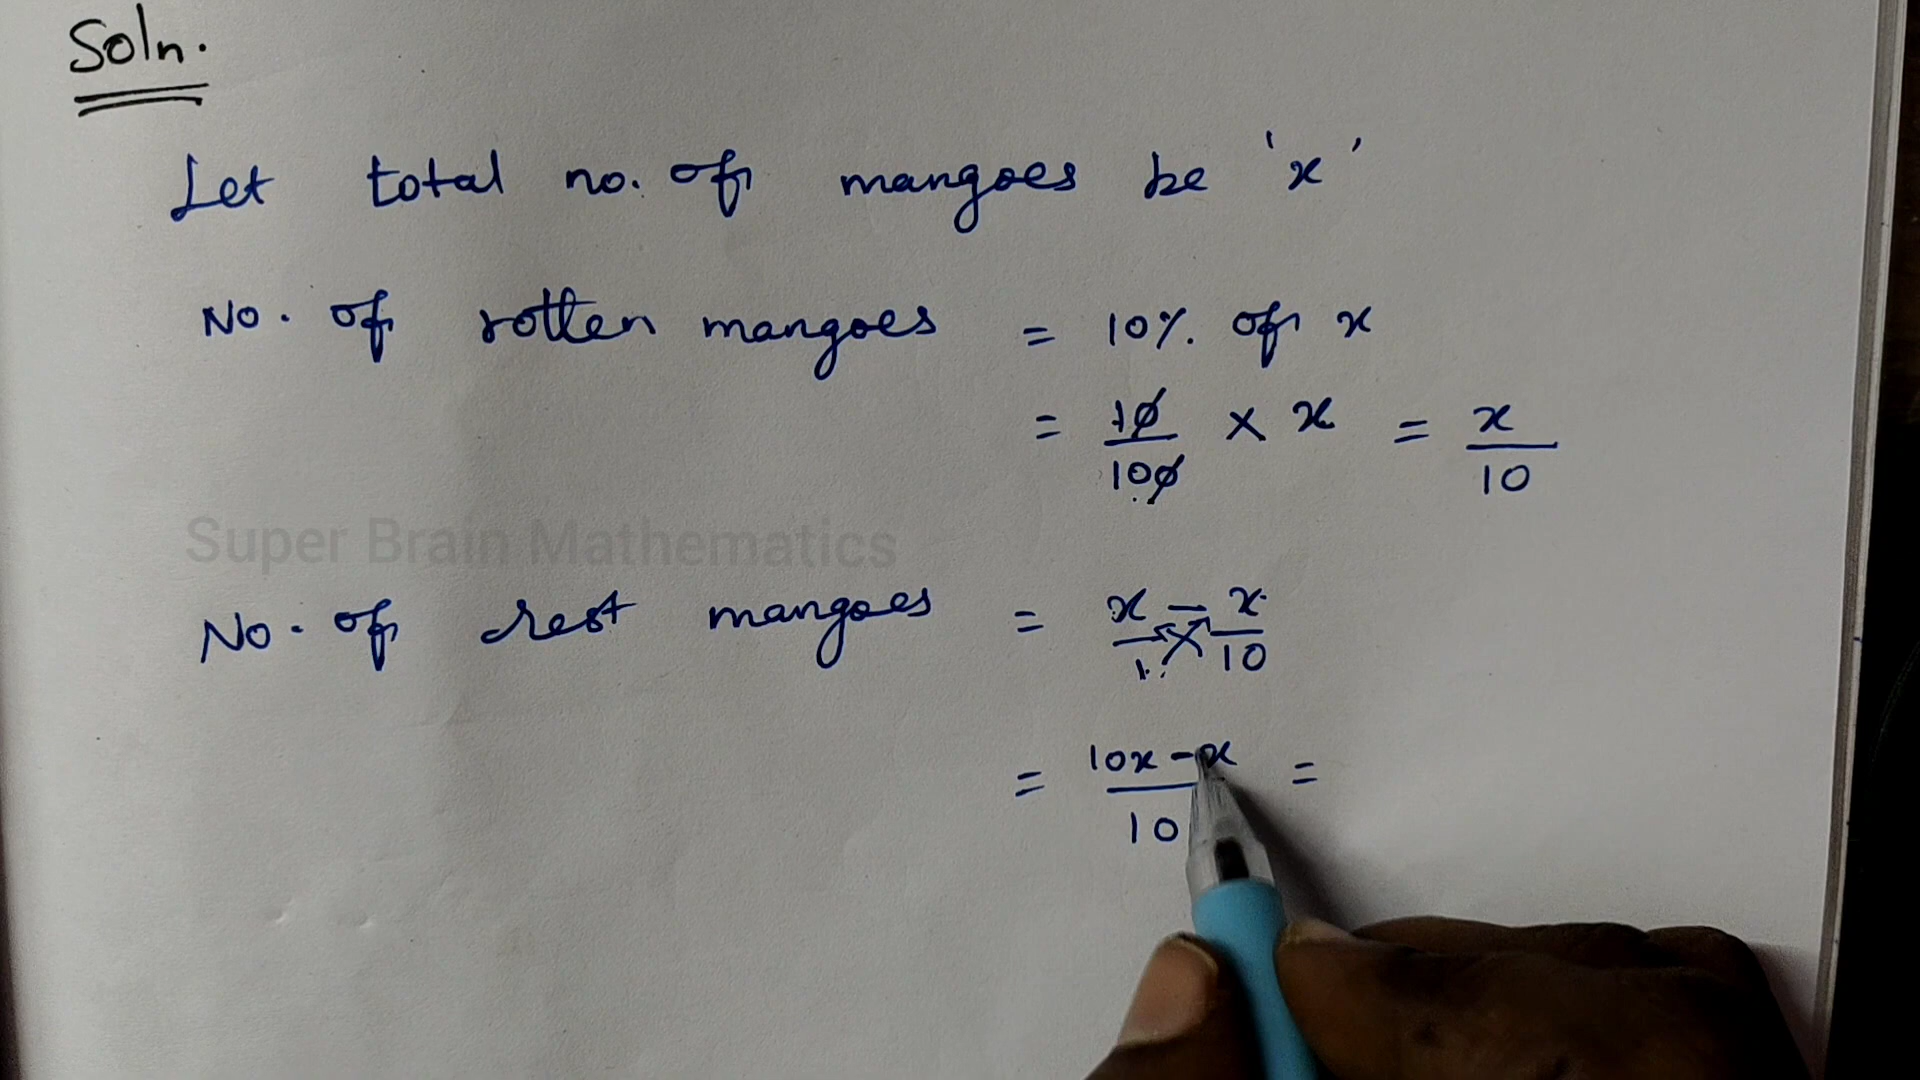 Soln.
Let total no. of mangoes be 'x'
No. of rotten mangoes = 10% of x
= 10/100 × x = x/10
Super Brain Mathematics
No. of rest mangoes = x/1 - x/10
= 10x - x/10 =